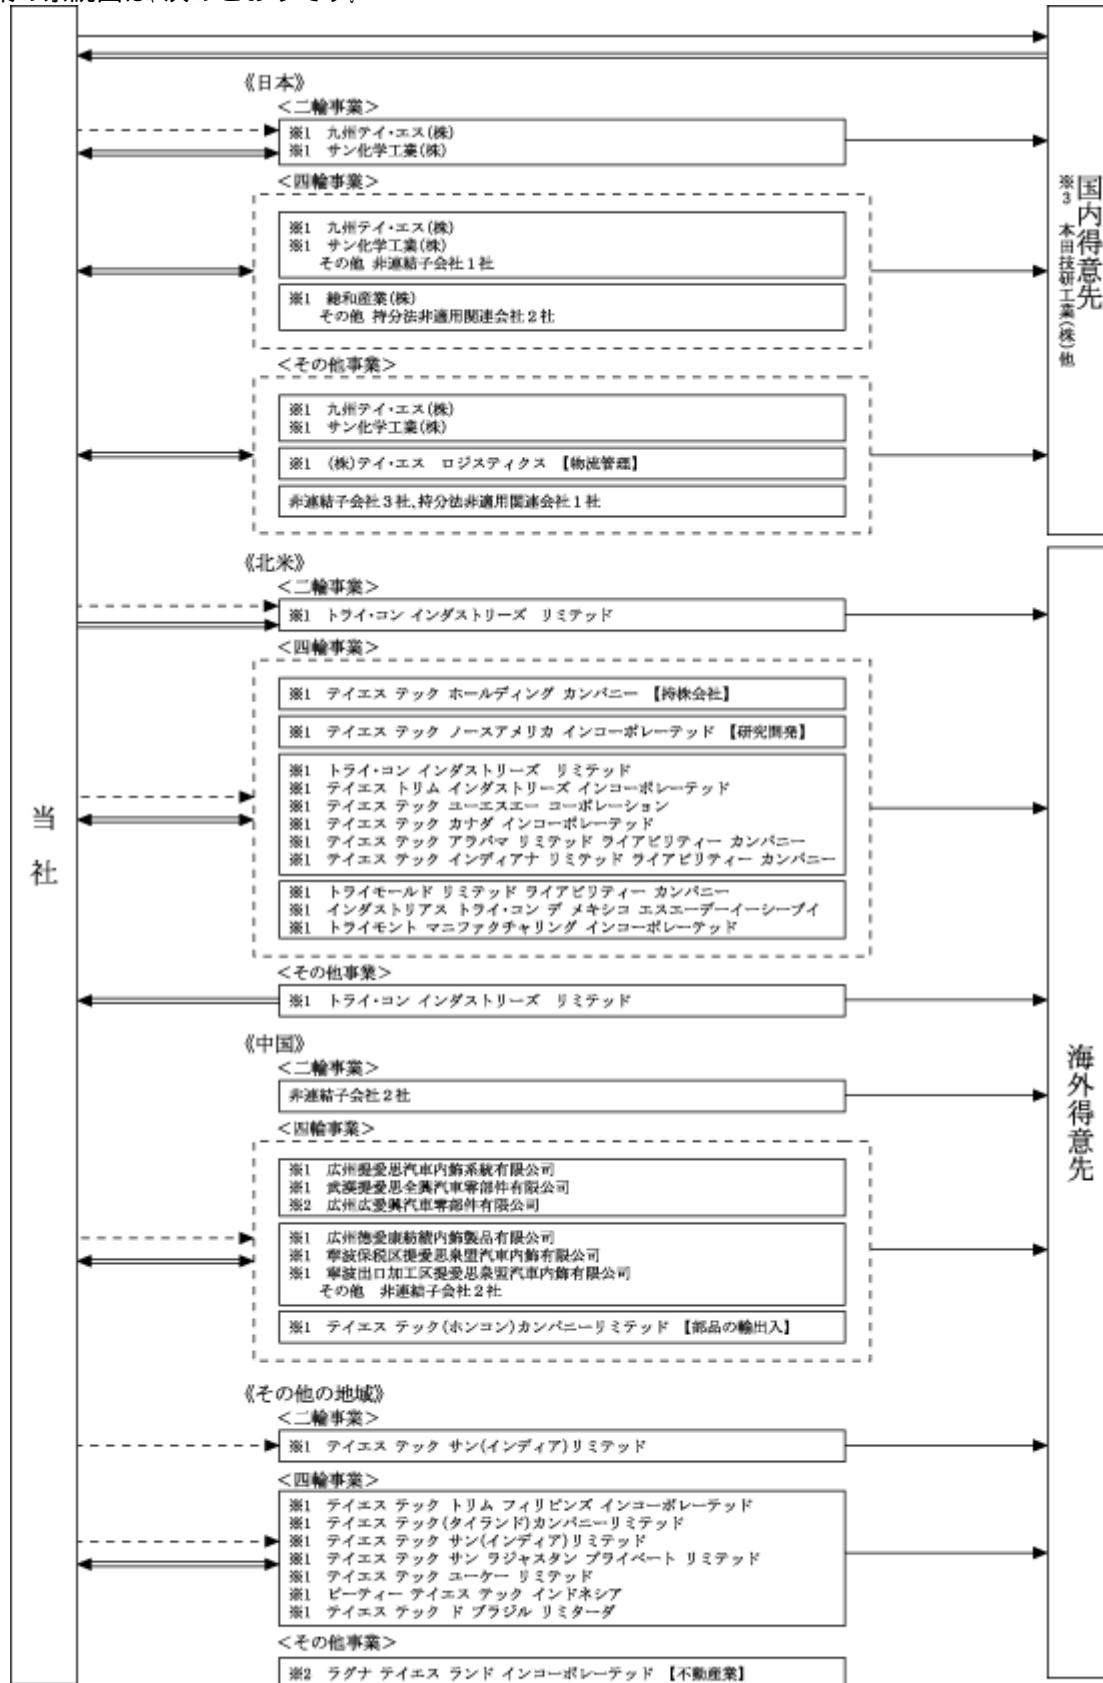 当社
国内得意先
※3 本田技研工業(株)他
海外得意先
《日本》
<二輪事業>
※1 九州テイ・エス(株)
※1 サン化学工業(株)
<四輪事業>
※1 九州テイ・エス(株)
※1 サン化学工業(株)
その他 非連結子会社1社
※1 総和産業(株)
その他 持分法非適用関連会社2社
<その他事業>
※1 九州テイ・エス(株)
※1 サン化学工業(株)
※1 (株)テイ・エス ロジスティクス 【物流管理】
非連結子会社3社、持分法非適用関連会社1社
《北米》
<二輪事業>
※1 トライ・コン インダストリーズ リミテッド
<四輪事業>
※1 テイエス テック ホールディング カンパニー 【持株会社】
※1 テイエス テック ノースアメリカ インコーポレーテッド 【研究開発】
※1 トライ・コン インダストリーズ リミテッド
※1 テイエス トリム インダストリーズ インコーポレーテッド
※1 テイエス テック ユーエスエー コーポレーション
※1 テイエス テック カナダ インコーポレーテッド
※1 テイエス テック アラバマ リミテッド ライアビリティー カンパニー
※1 テイエス テック インディアナ リミテッド ライアビリティー カンパニー
※1 トライモールド リミテッド ライアビリティー カンパニー
※1 インダストリアス トライ・コン デ メキシコ エスエーデーイーシーブイ
※1 トライモント マニファクチャリング インコーポレーテッド
<その他事業>
※1 トライ・コン インダストリーズ リミテッド
《中国》
<二輪事業>
非連結子会社2社
<四輪事業>
※1 広州提愛思汽車内飾系統有限公司
※1 武漢提愛思全興汽車零部件有限公司
※2 広州広愛興汽車零部件有限公司
※1 広州徳愛康紡織内飾製品有限公司
※1 寧波保税区提愛思泉盟汽車内飾有限公司
※1 寧波出口加工区提愛思泉盟汽車内飾有限公司
その他 非連結子会社2社
※1 テイエス テック(ホンコン)カンパニーリミテッド 【部品の輸出入】
《その他の地域》
<二輪事業>
※1 テイエス テック サン(インディア)リミテッド
<四輪事業>
※1 テイエス テック トリム フィリピンズ インコーポレーテッド
※1 テイエス テック(タイランド)カンパニーリミテッド
※1 テイエス テック サン(インディア)リミテッド
※1 テイエス テック サン ラジャスタン プライベート リミテッド
※1 テイエス テック ユーケー リミテッド
※1 ピーティー テイエス テック インドネシア
※1 テイエス テック ド ブラジル リミターダ
<その他事業>
※2 ラグナ テイエス ランド インコーポレーテッド 【不動産業】